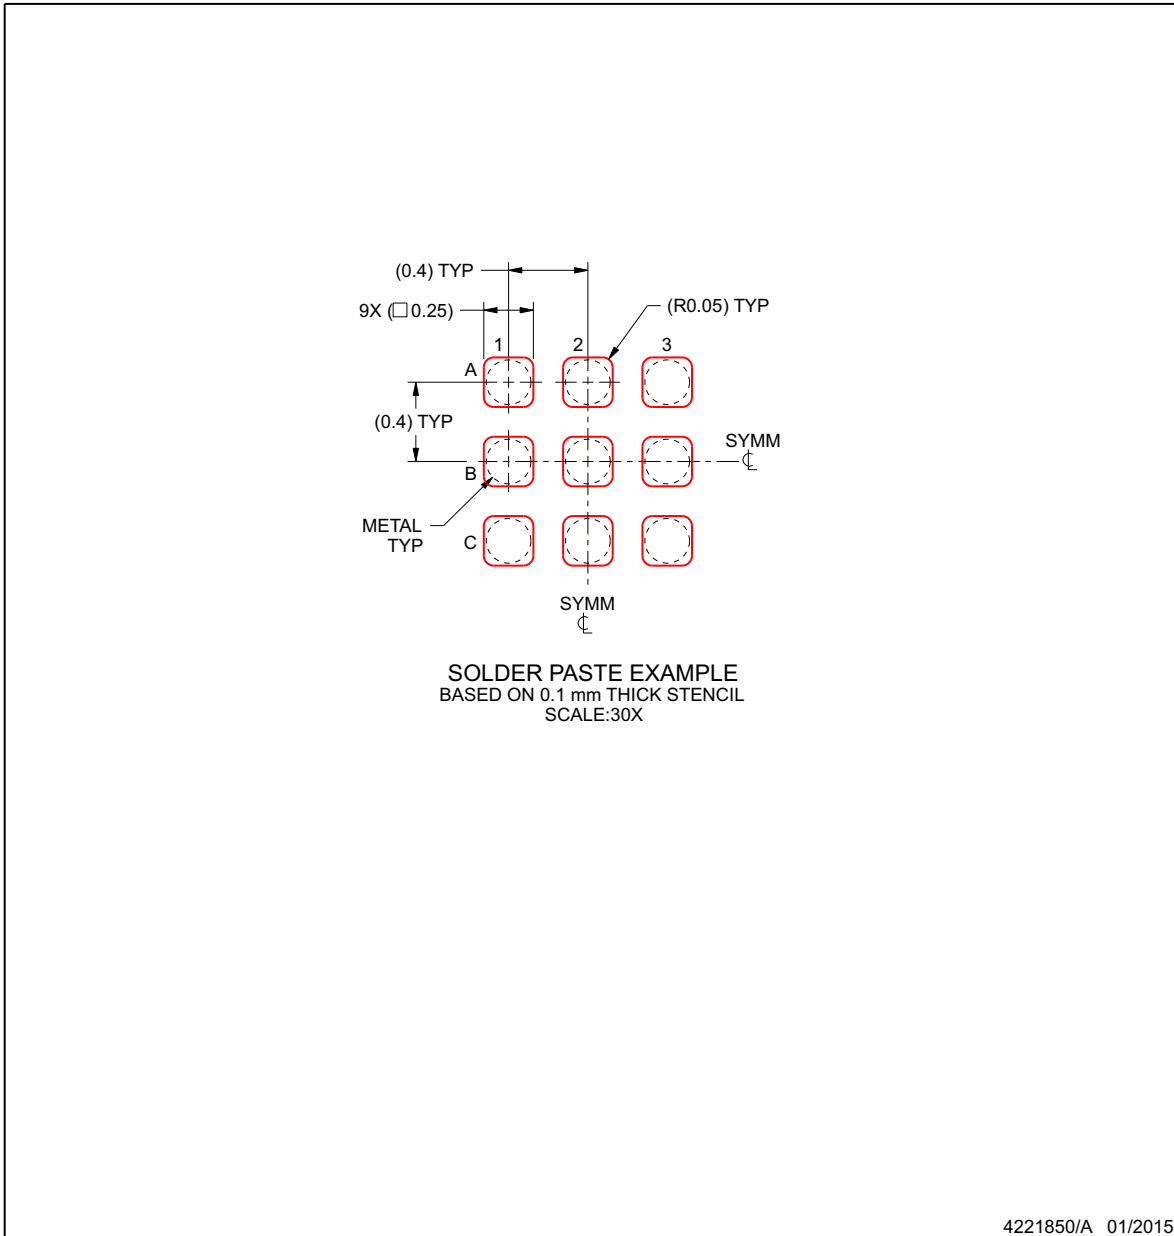 (0.4) TYP
9X (□ 0.25)
(R0.05) TYP
1
2
3
A
(0.4) TYP
SYMM
℄
B
METAL
TYP
C
SYMM
℄
SOLDER PASTE EXAMPLE
BASED ON 0.1 mm THICK STENCIL
SCALE:30X
4221850/A 01/2015